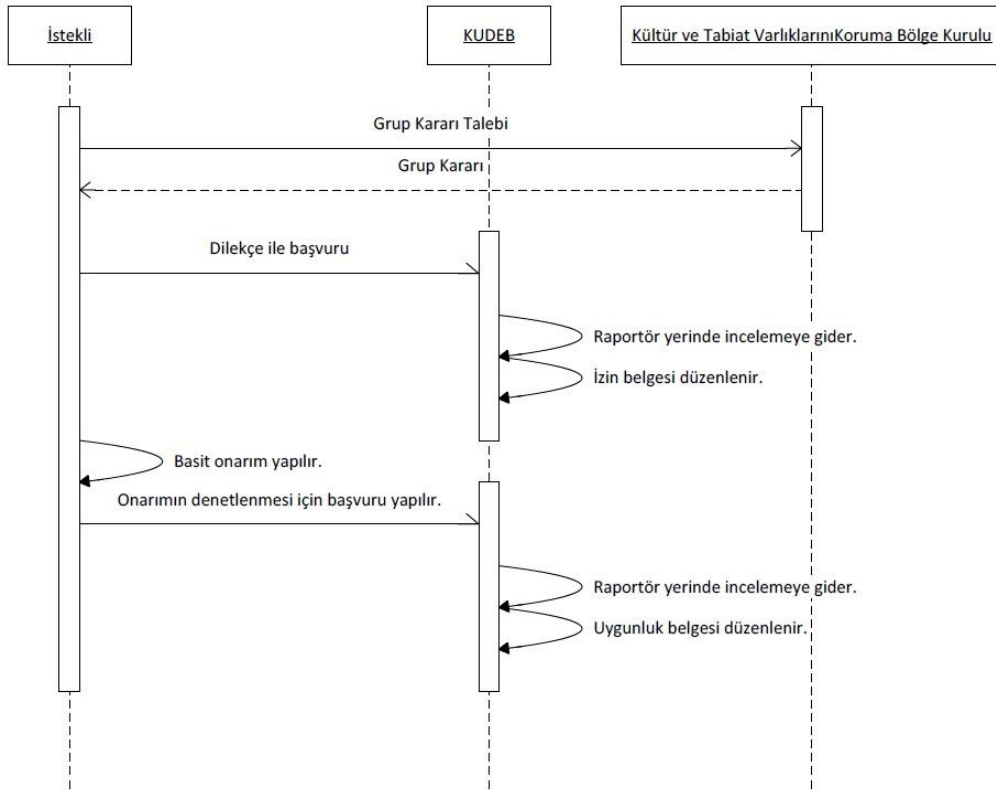 İstekli
KUDEB
Kültür ve Tabiat VarlıklarınıKoruma Bölge Kurulu
Grup Kararı Talebi
Grup Kararı
Dilekçe ile başvuru
Raportör yerinde incelemeye gider.
İzin belgesi düzenlenir.
Basit onarım yapılır.
Onarımın denetlenmesi için başvuru yapılır.
Raportör yerinde incelemeye gider.
Uygunluk belgesi düzenlenir.